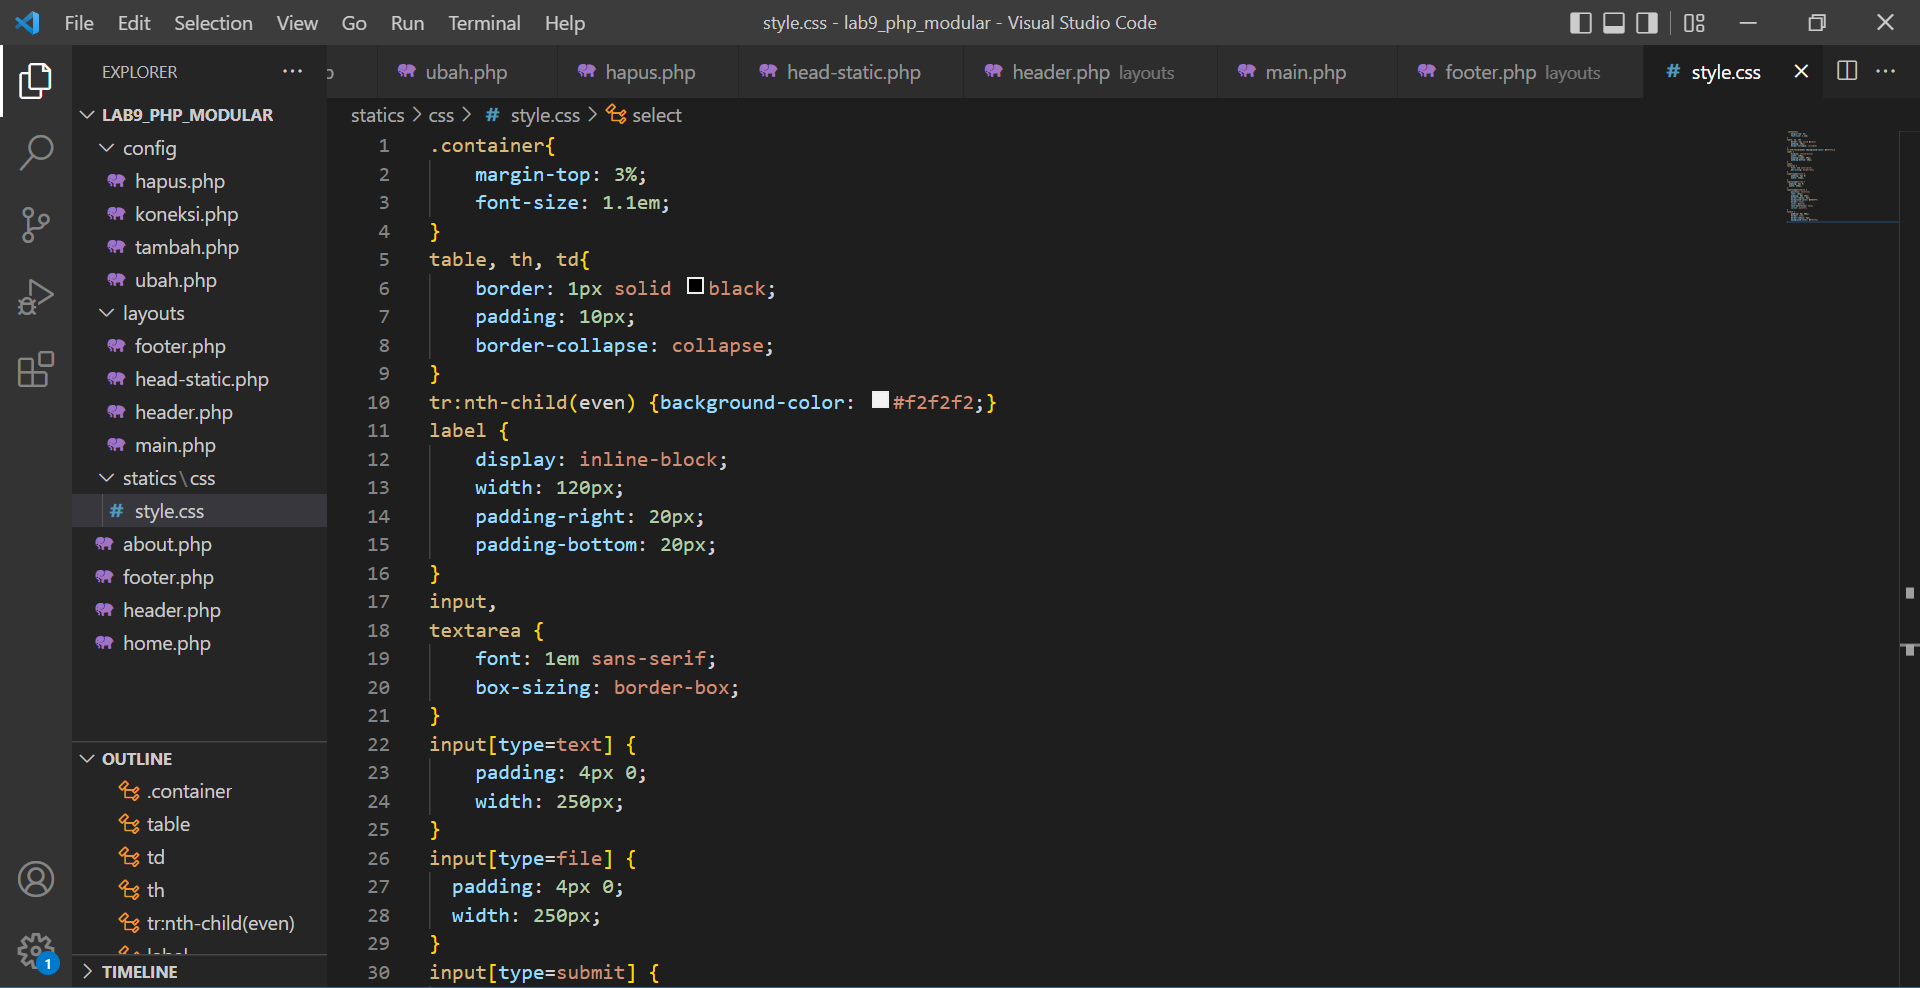 File Edit Selection View Go Run Terminal Help
style.css - lab9_php_modular - Visual Studio Code
EXPLORER
ubah.php
hapus.php
head-static.php
header.php layouts
main.php
footer.php layouts
# style.css
LAB9_PHP_MODULAR
config
hapus.php
koneksi.php
tambah.php
ubah.php
layouts
footer.php
head-static.php
header.php
main.php
statics\css
# style.css
about.php
footer.php
header.php
home.php
OUTLINE
.container
table
td
th
tr:nth-child(even)
label
TIMELINE
1
statics > css > # style.css > select
1 .container{
2 margin-top: 3%;
3 font-size: 1.1em;
4 }
5 table, th, td{
6 border: 1px solid black;
7 padding: 10px;
8 border-collapse: collapse;
9 }
10 tr:nth-child(even) {background-color: #f2f2f2;}
11 label {
12 display: inline-block;
13 width: 120px;
14 padding-right: 20px;
15 padding-bottom: 20px;
16 }
17 input,
18 textarea {
19 font: 1em sans-serif;
20 box-sizing: border-box;
21 }
22 input[type=text] {
23 padding: 4px 0;
24 width: 250px;
25 }
26 input[type=file] {
27 padding: 4px 0;
28 width: 250px;
29 }
30 input[type=submit] {